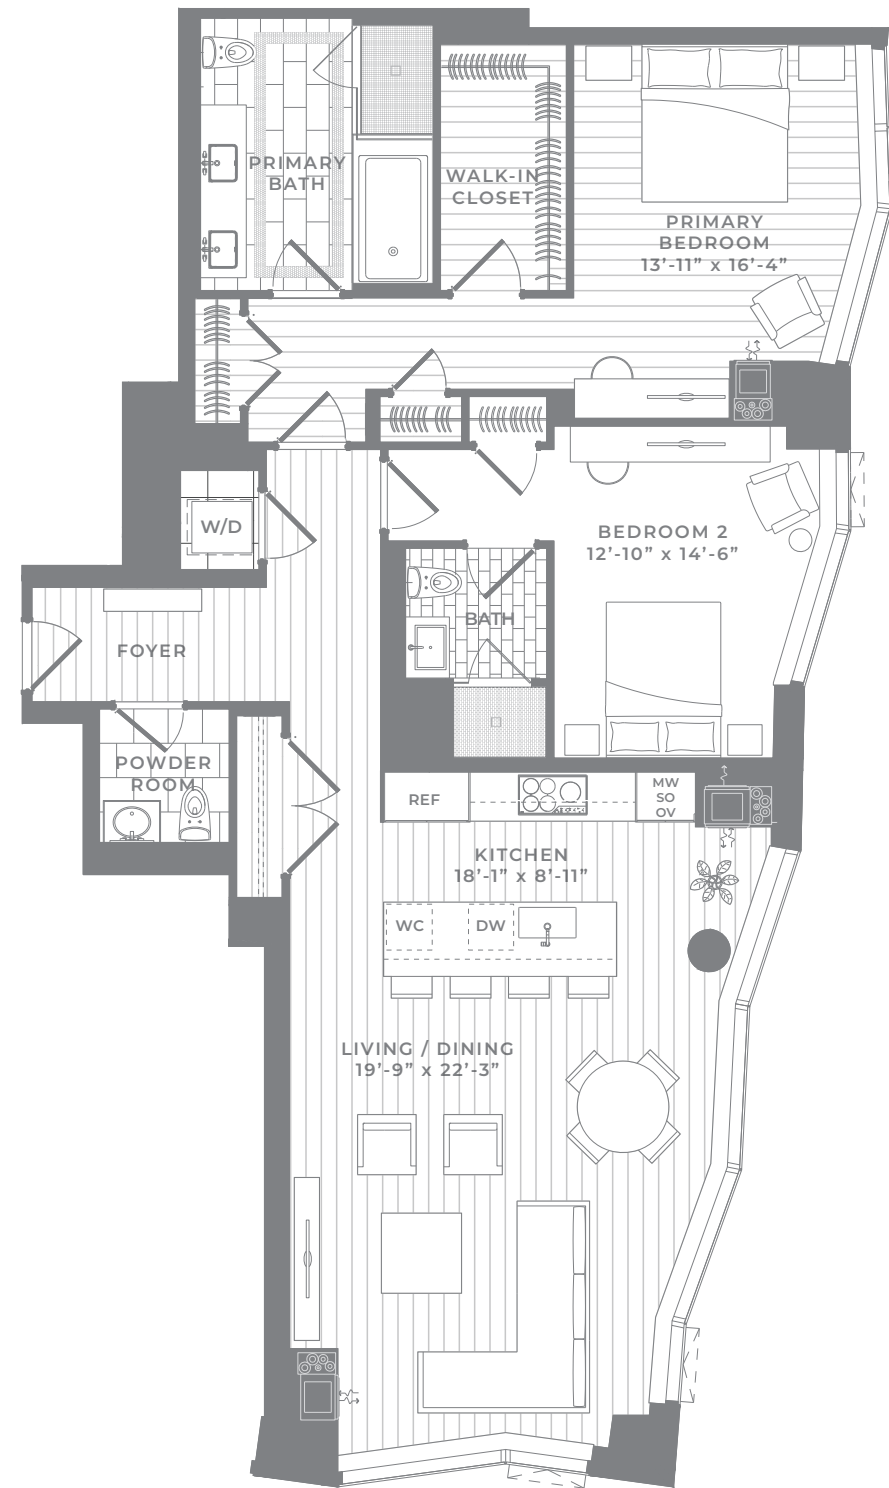 PRIMARY
BATH
WALK-IN
CLOSET
PRIMARY
BEDROOM
13’-11” x 16’-4”
W/D
BEDROOM 2
12’-10” x 14’-6”
BATH
FOYER
POWDER
ROOM
REF
MW
SO
OV
KITCHEN
18’-1” x 8’-11”
WC
DW
LIVING / DINING
19’-9” x 22’-3”